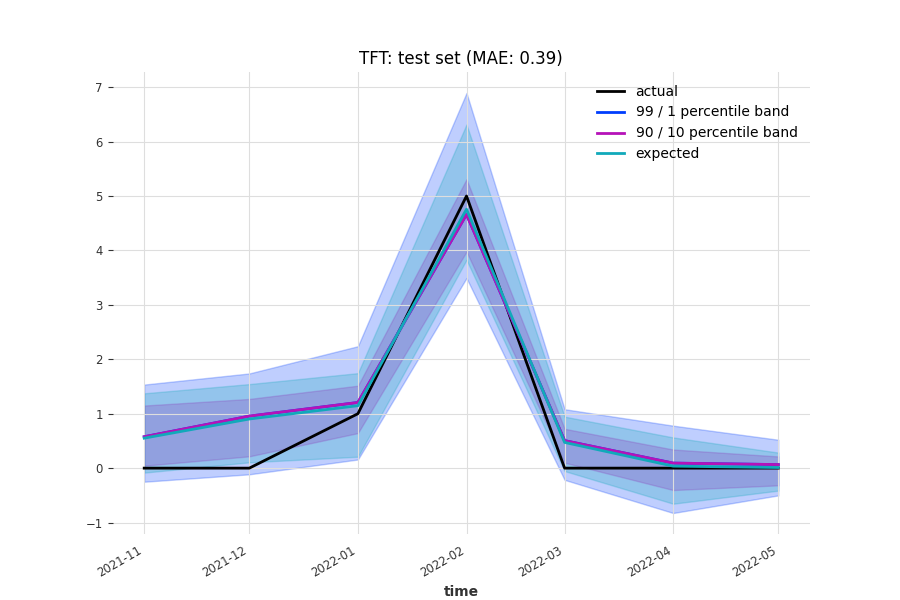 TFT: test set (MAE: 0.39)
actual
99 / 1 percentile band
90 / 10 percentile band
expected
7
6
5
4
3
2
1
0
−1
2021-11
2021-12
2022-01
2022-02
2022-03
2022-04
2022-05
time